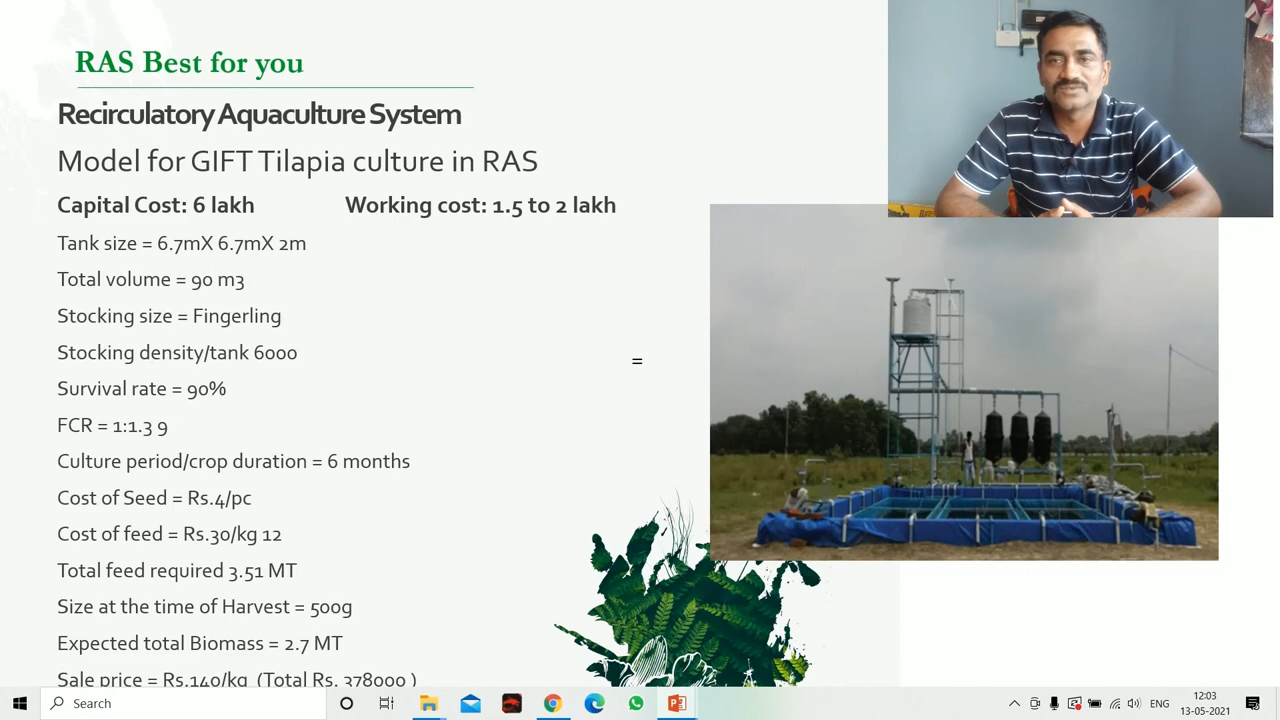 RAS Best for you
Recirculatory Aquaculture System
Model for GIFT Tilapia culture in RAS
Capital Cost: 6 lakh Working cost: 1.5 to 2 lakh
Tank size = 6.7mX 6.7mX 2m
Total volume = 90 m3
Stocking size = Fingerling
Stocking density/tank 6000
=
Survival rate = 90%
FCR = 1:1.3 9
Culture period/crop duration = 6 months
Cost of Seed = Rs.4/pc
Cost of feed = Rs.30/kg 12
Total feed required 3.51 MT
Size at the time of Harvest = 500g
Expected total Biomass = 2.7 MT
Sale price = Rs.140/kg (Total Rs. 378000 )
Search
ENG
12:03
13-05-2021